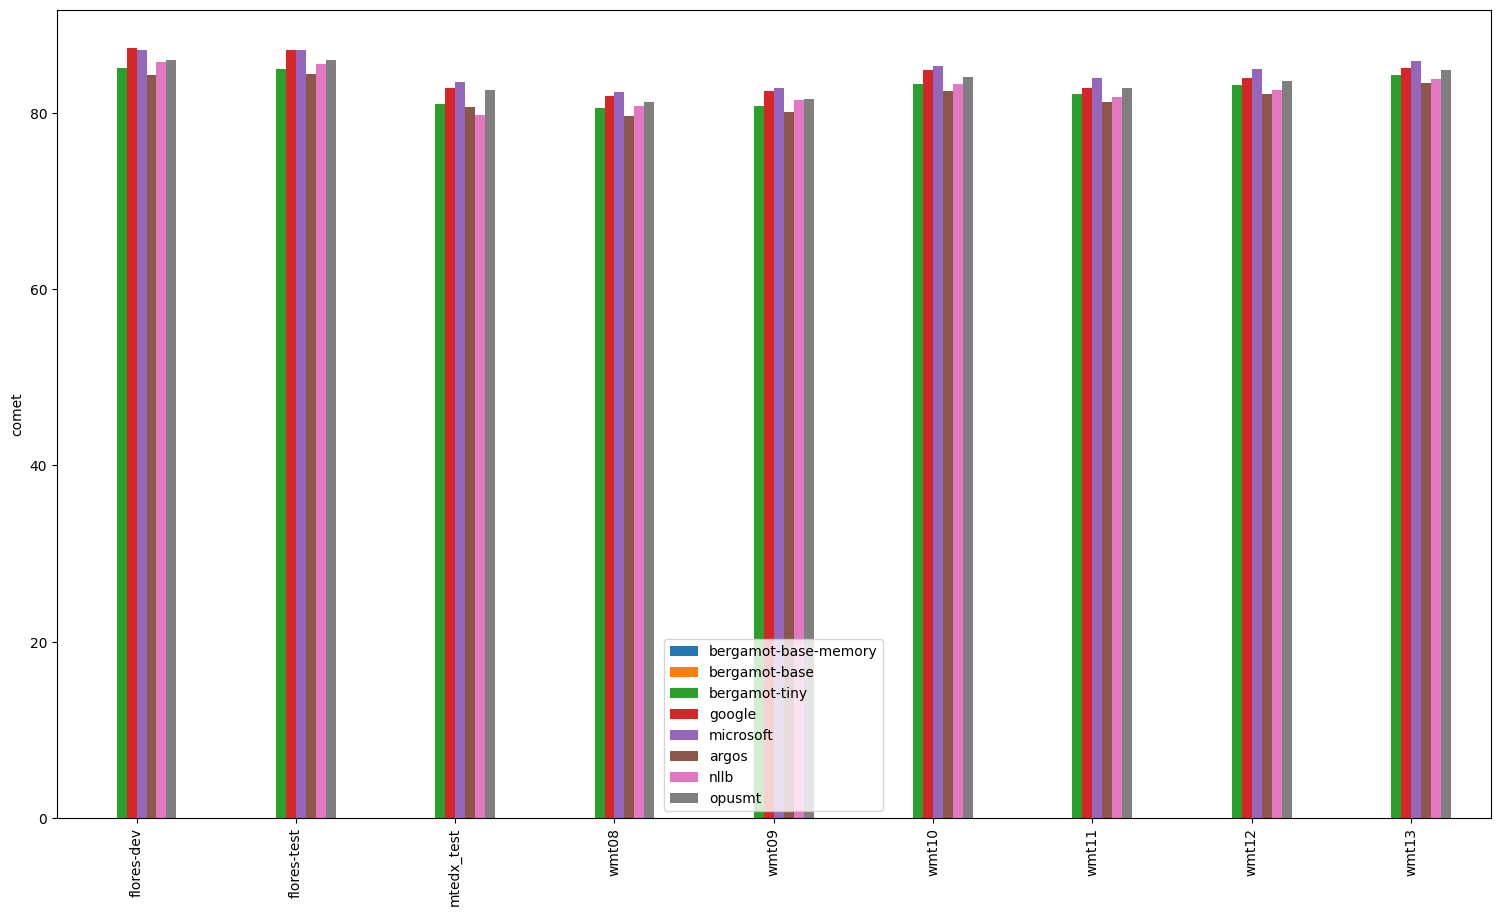 comet
80
60
40
20
0
bergamot-base-memory
bergamot-base
bergamot-tiny
google
microsoft
argos
nllb
opusmt
flores-dev
flores-test
mtedx_test
wmt08
wmt09
wmt10
wmt11
wmt12
wmt13